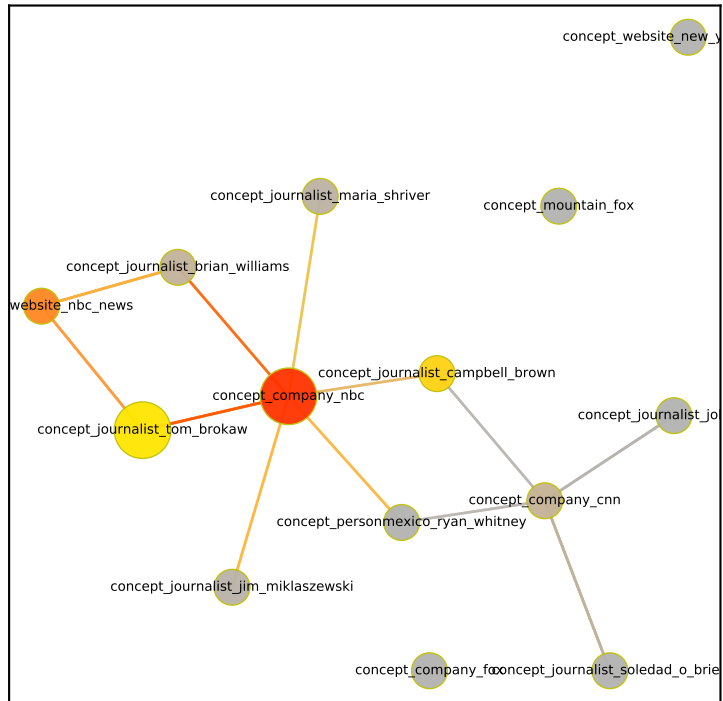 concept_website_new_y
concept_journalist_maria_shriver
concept_mountain_fox
concept_journalist_brian_williams
website_nbc_news
concept_journalist_campbell_brown
concept_company_nbc
concept_journalist_jo
concept_journalist_tom_brokaw
concept_company_cnn
concept_personmexico_ryan_whitney
concept_journalist_jim_miklaszewski
concept_company_fox
concept_journalist_soledad_o_brie